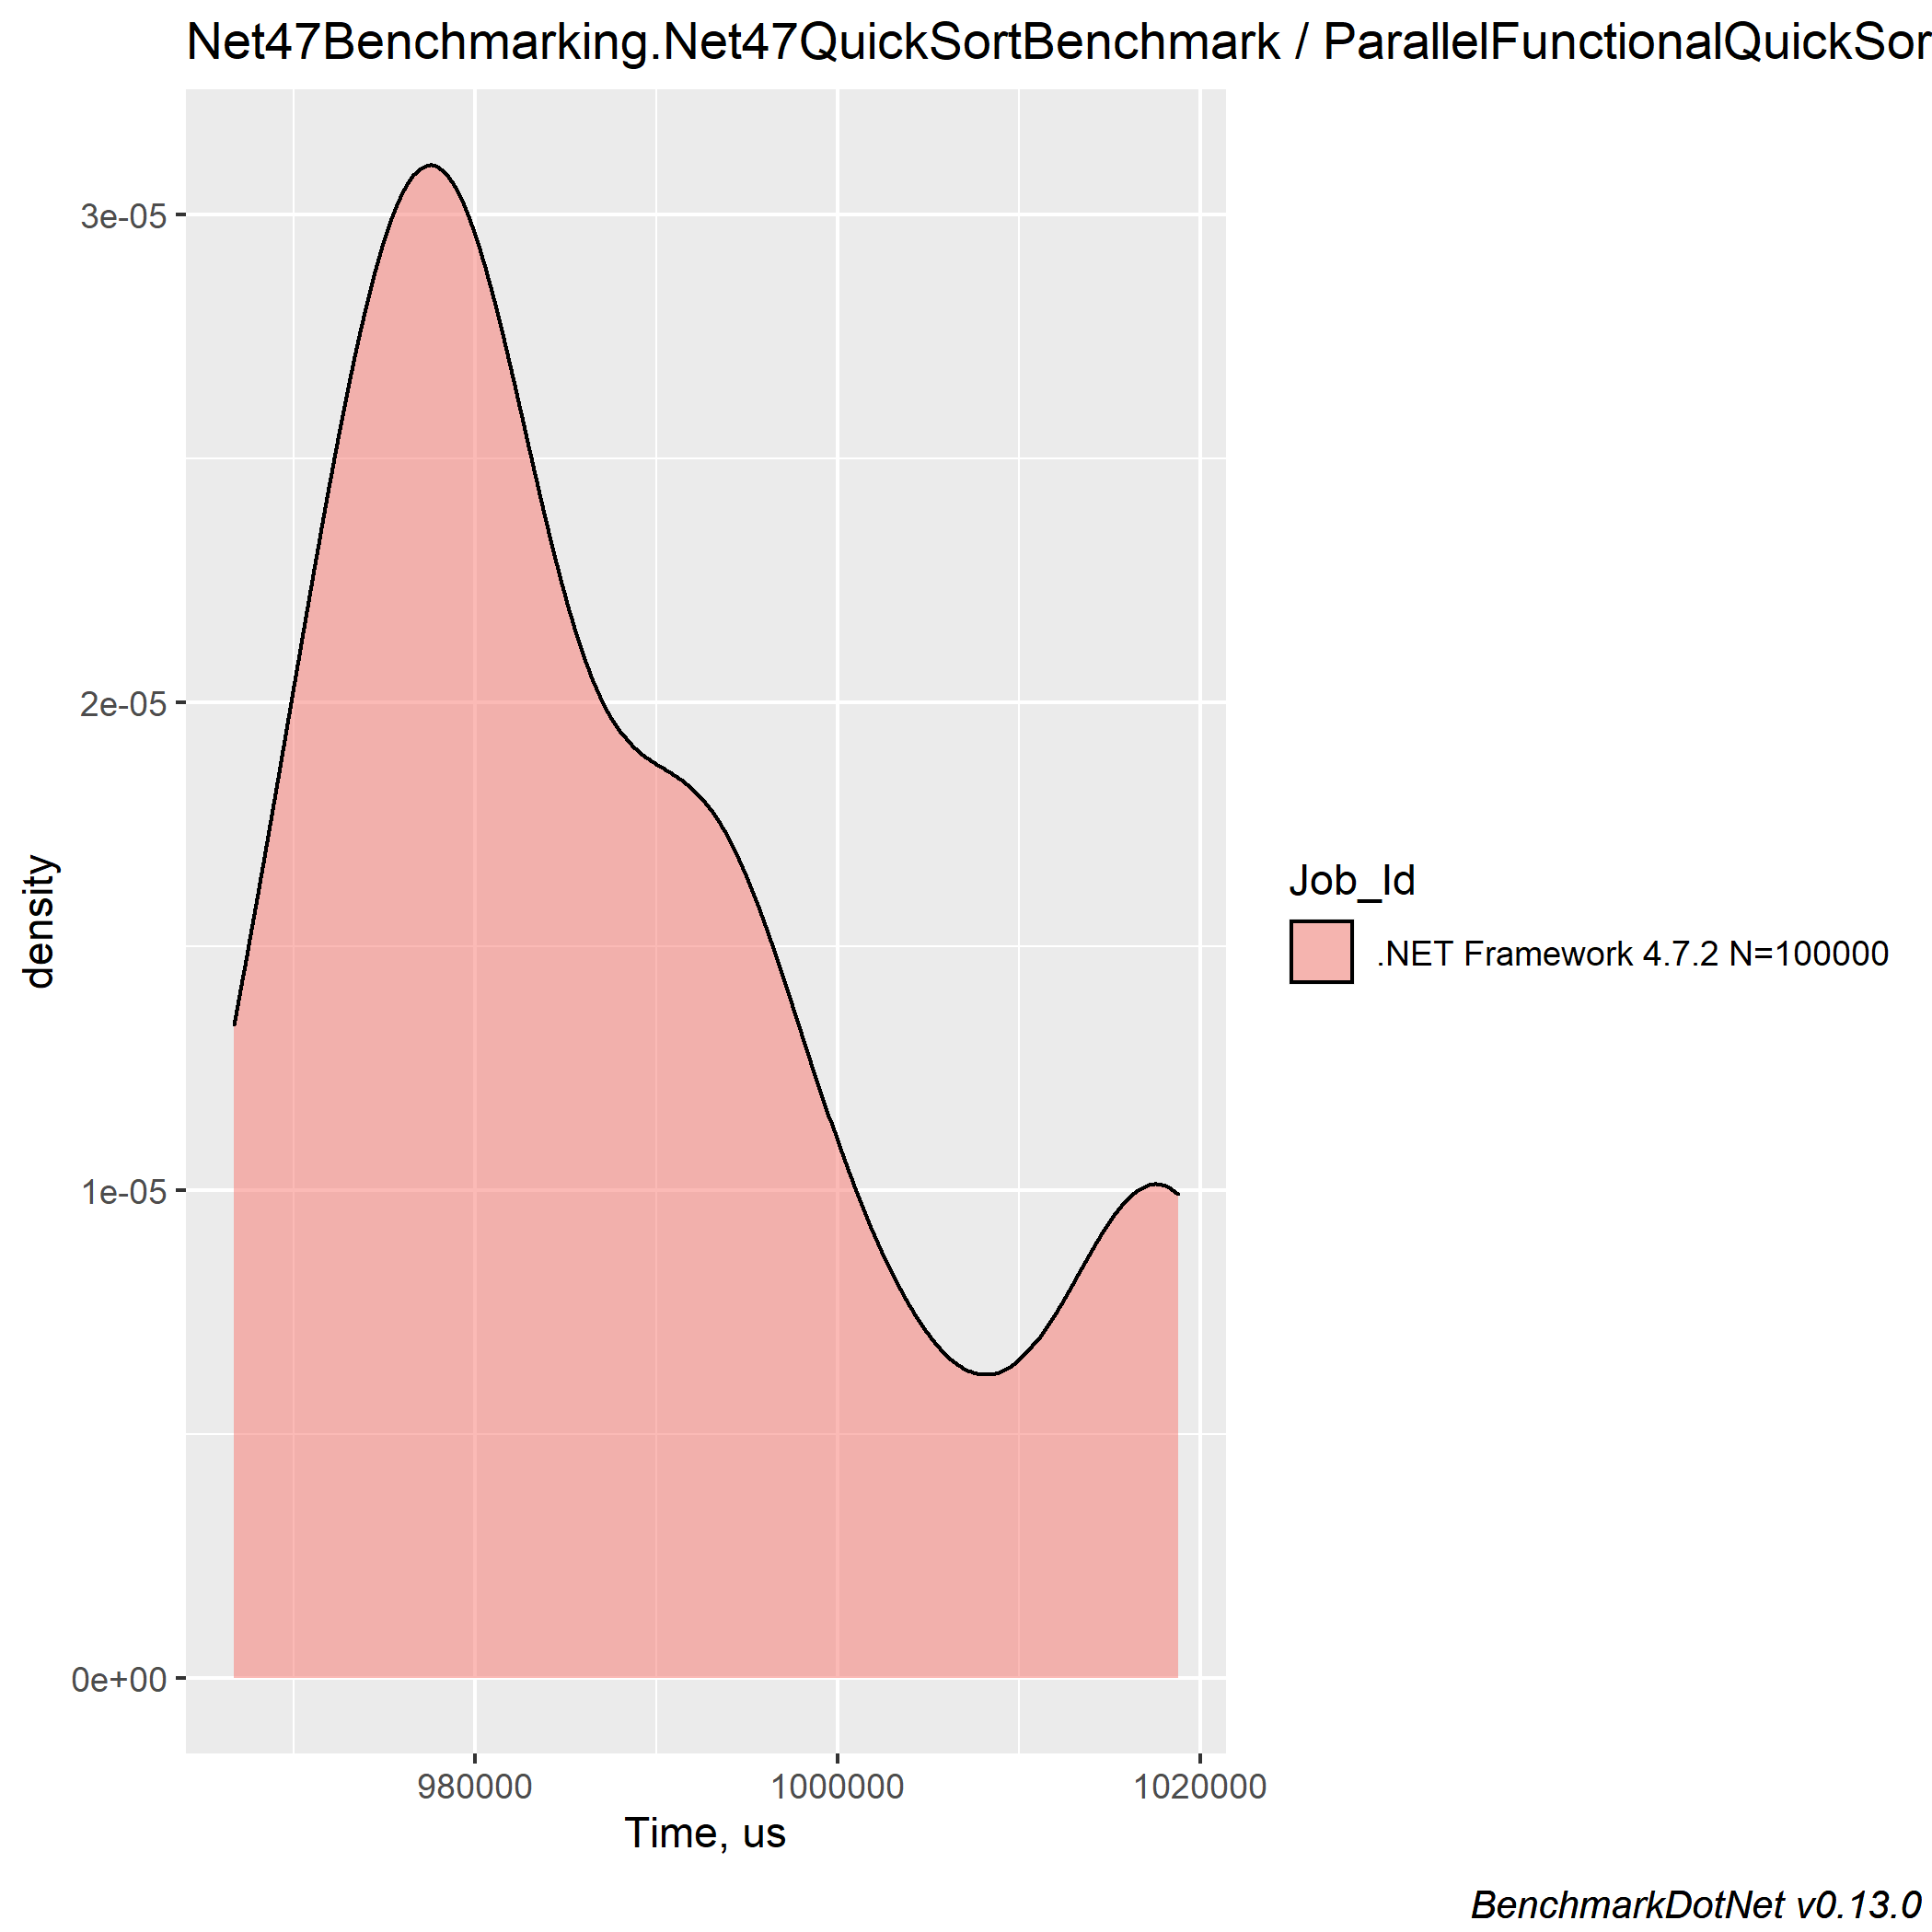 Net47Benchmarking.Net47QuickSortBenchmark / ParallelFunctionalQuickSor
3e-05
2e-05
1e-05
0e+00
density
980000 1000000 1020000
Time, us
Job_Id
.NET Framework 4.7.2 N=100000
BenchmarkDotNet v0.13.0